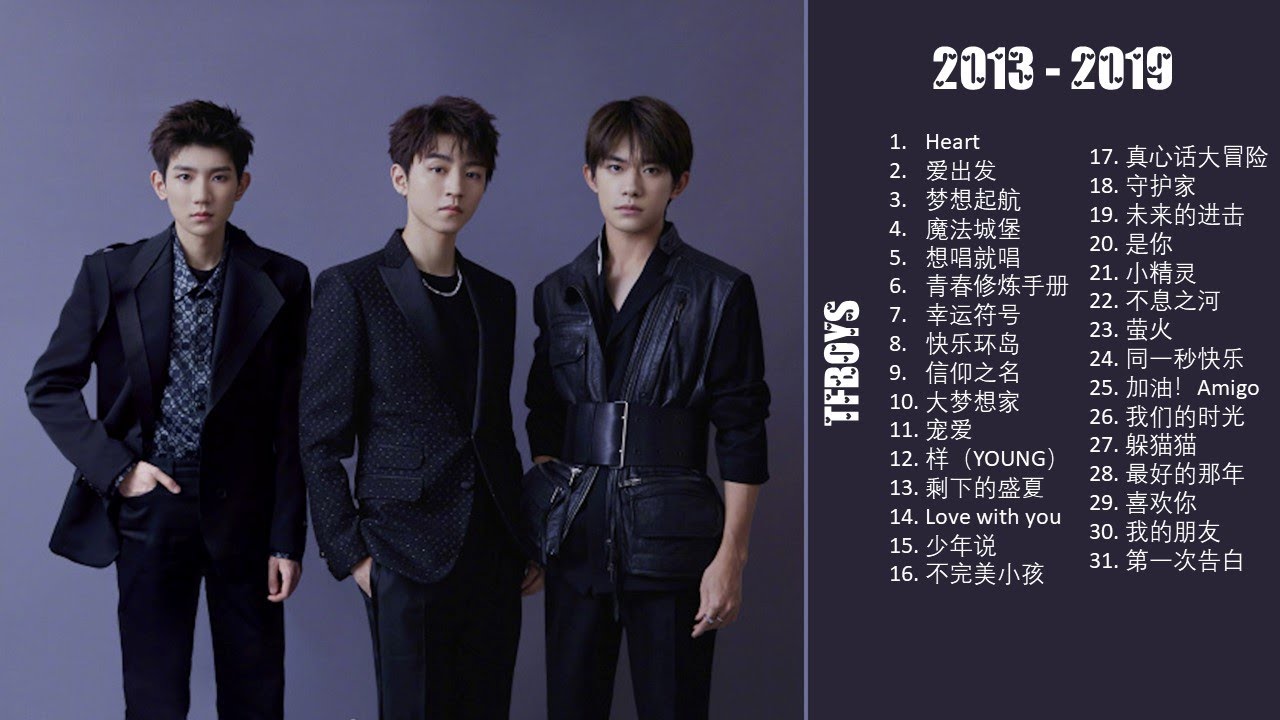 2013 - 2019
TFBOYS
1. Heart
2. 爱出发
3. 梦想起航
4. 魔法城堡
5. 想唱就唱
6. 青春修炼手册
7. 幸运符号
8. 快乐环岛
9. 信仰之名
10. 大梦想家
11. 宠爱
12. 样（YOUNG）
13. 剩下的盛夏
14. Love with you
15. 少年说
16. 不完美小孩
17. 真心话大冒险
18. 守护家
19. 未来的进击
20. 是你
21. 小精灵
22. 不息之河
23. 萤火
24. 同一秒快乐
25. 加油！Amigo
26. 我们的时光
27. 躲猫猫
28. 最好的那年
29. 喜欢你
30. 我的朋友
31. 第一次告白